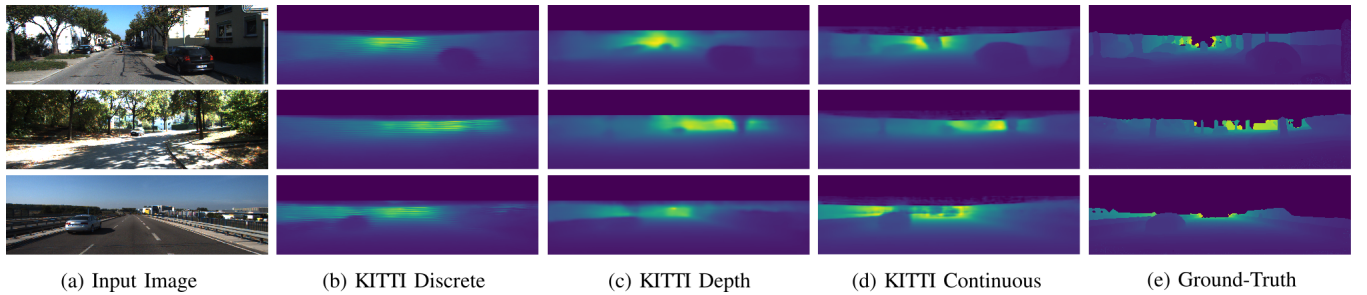 (a) Input Image
(b) KITTI Discrete
(c) KITTI Depth
(d) KITTI Continuous
(e) Ground-Truth